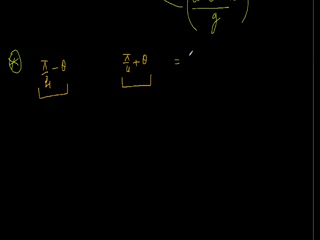 g
π/4 - θ    π/4 + θ    =